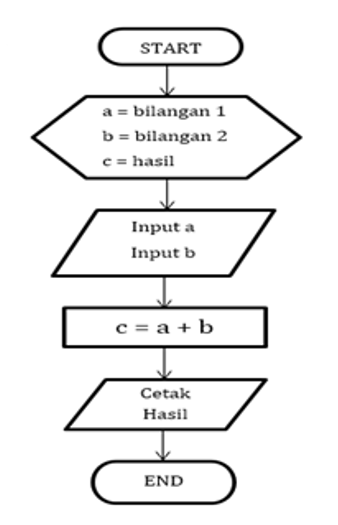 START
a = bilangan 1
b = bilangan 2
c = hasil
Input a
Input b
c = a + b
Cetak
Hasil
END